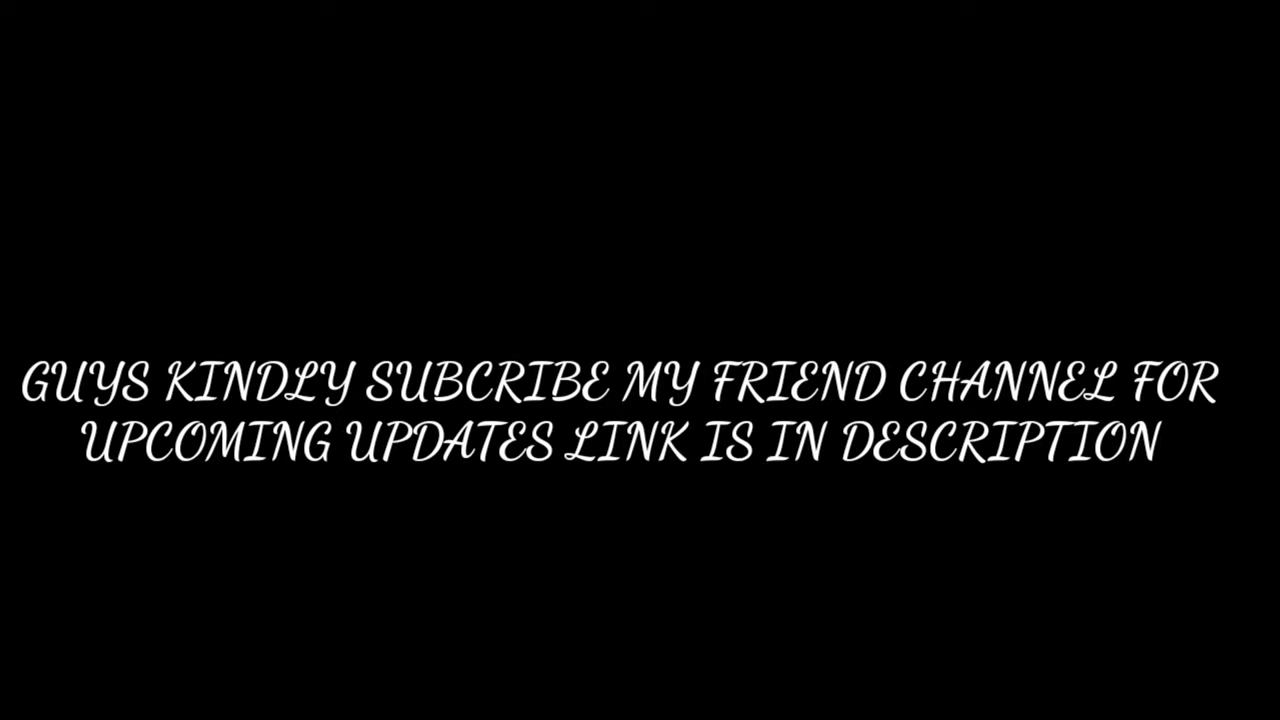 GUYS KINDLY SUBCRIBE MY FRIEND CHANNEL FOR
UPCOMING UPDATES LINK IS IN DESCRIPTION